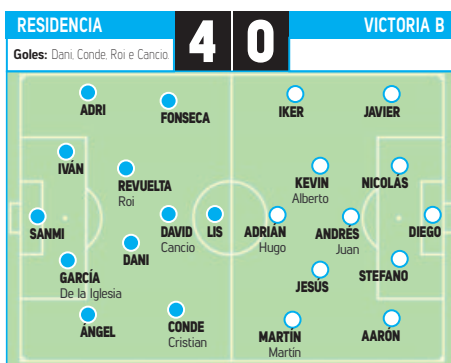 RESIDENCIA 4 0 VICTORIA B
Goles: Dani, Conde, Roi e Cancio.
ADRI
FONSECA
IKER
JAVIER
IVÁN
REVUELTA
Roi
KEVIN
Alberto
NICOLÁS
SANMI
DAVID
Cancio
LIS
ADRIÁN
Hugo
ANDRÉS
Juan
DIEGO
DANI
GARCÍA
De la Iglesia
JESÚS
STEFANO
ÁNGEL
CONDE
Cristian
MARTÍN
Martín
AARÓN